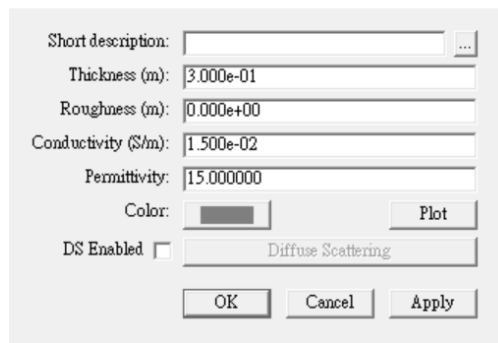 Short description: ...
Thickness (m): 3.000e-01
Roughness (m): 0.000e+00
Conductivity (S/m): 1.500e-02
Permittivity: 15.000000
Color: Plot
DS Enabled Diffuse Scattering
OK Cancel Apply